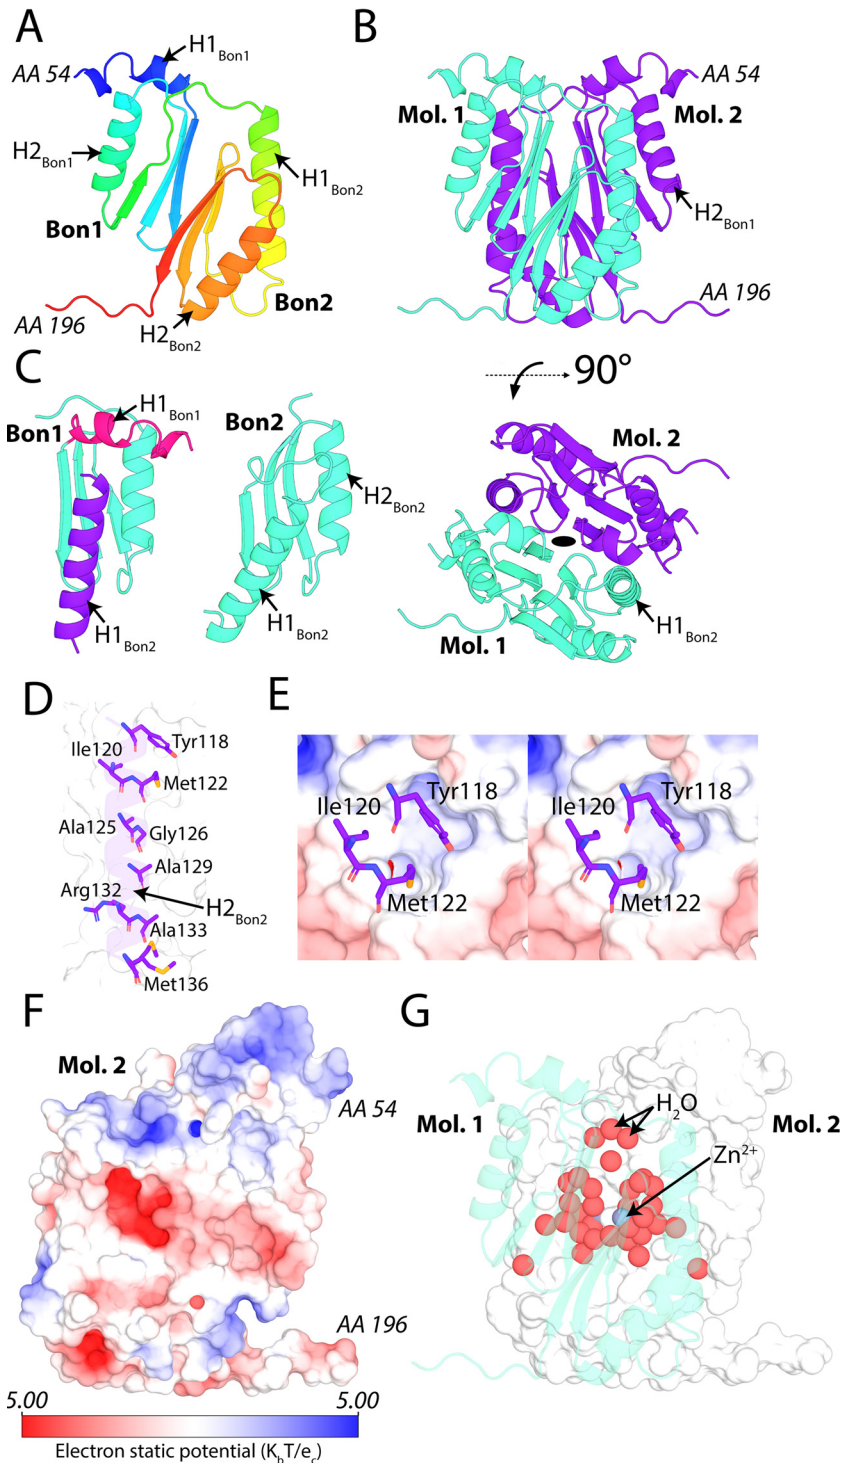 A
H1Bon1
AA 54
H2Bon1
H1Bon2
Bon1
Bon2
AA 196
H2Bon2
B
AA 54
Mol. 1
Mol. 2
H2Bon1
AA 196
90°
C
H1Bon1
Bon1
Bon2
H2Bon2
H1Bon2
H1Bon2
Mol. 2
H1Bon2
Mol. 1
D
Tyr118
Ile120
Met122
Ala125
Gly126
Ala129
Arg132
H2Bon2
Ala133
Met136
E
Tyr118
Ile120
Met122
Tyr118
Ile120
Met122
F
Mol. 2
AA 54
AA 196
5.00 5.00
Electron static potential (KbT/ec)
G
H2O
Mol. 1
Mol. 2
Zn2+